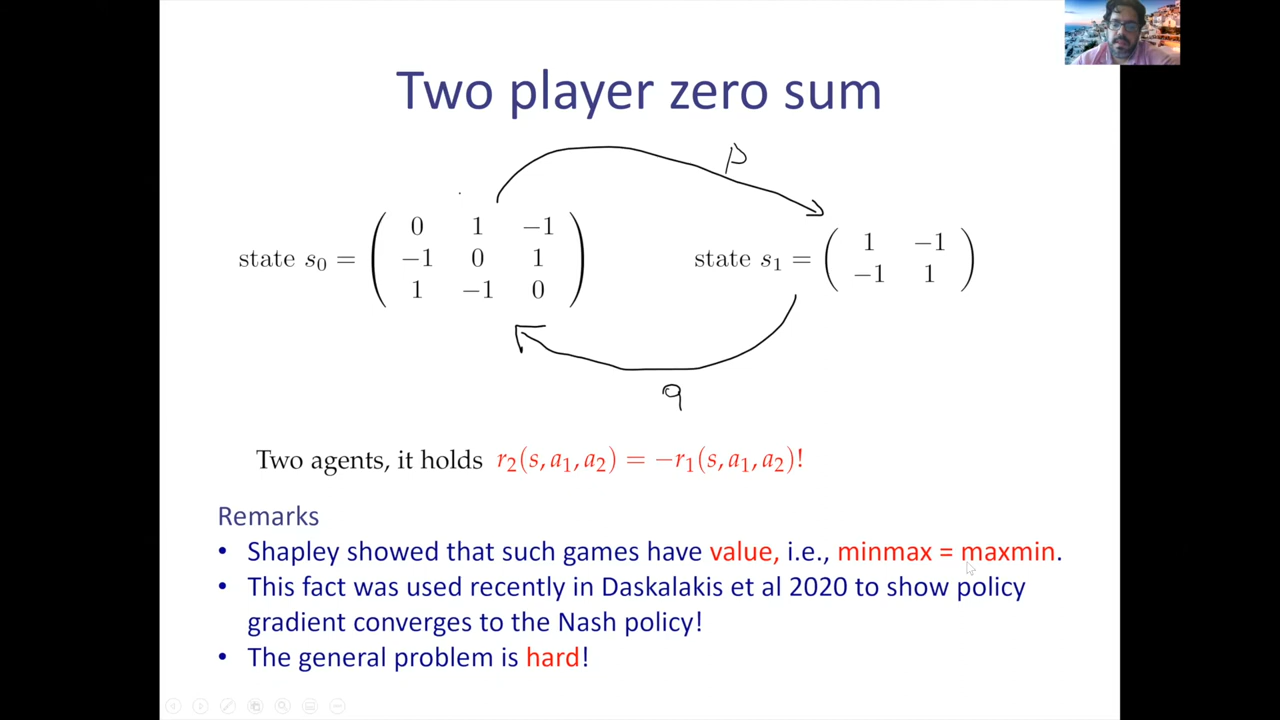 Two player zero sum
p
state s₀ = ( 0 1 −1
−1 0 1
1 −1 0 )
state s₁ = ( 1 −1
−1 1 )
q
Two agents, it holds r₂(s, a₁, a₂) = −r₁(s, a₁, a₂)!
Remarks
• Shapley showed that such games have value, i.e., minmax = maxmin.
• This fact was used recently in Daskalakis et al 2020 to show policy
gradient converges to the Nash policy!
• The general problem is hard!